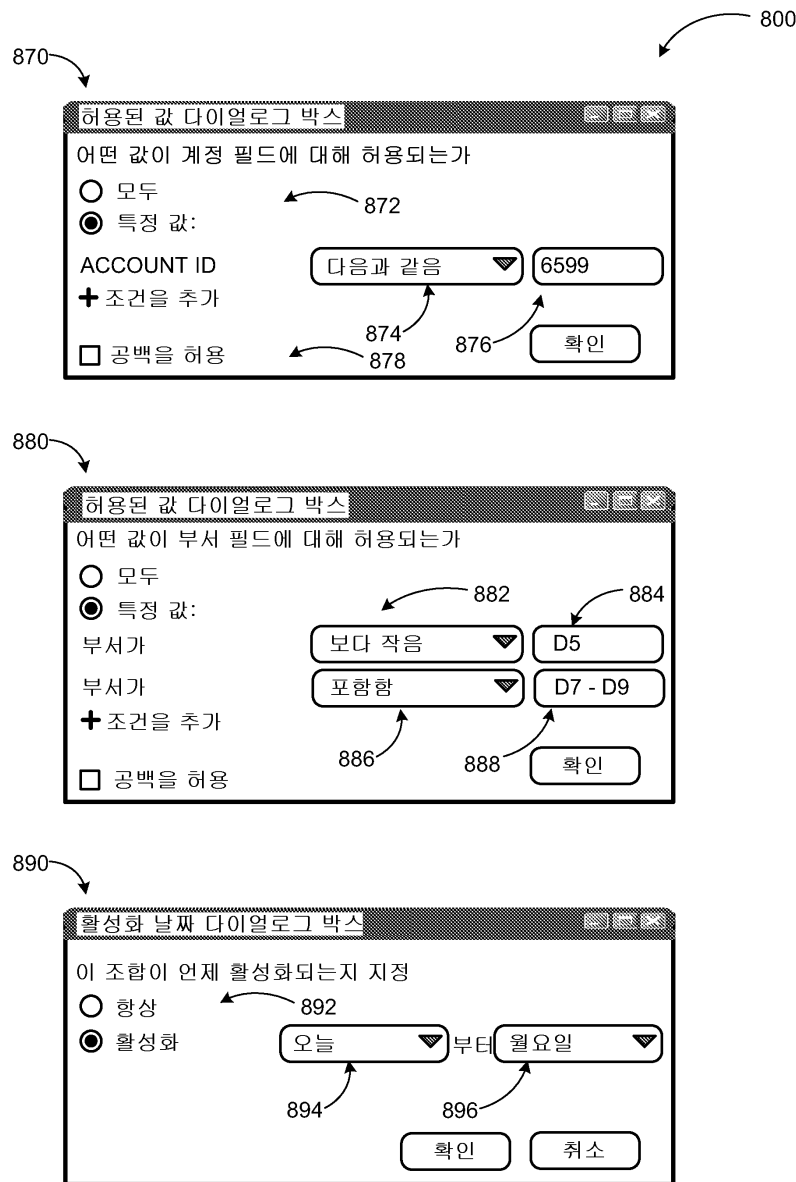 800
870
허용된 값 다이얼로그 박스
어떤 값이 계정 필드에 대해 허용되는가
모두
872
특정 값:
ACCOUNT ID 다음과 같음 6599
+ 조건을 추가
874 876 확인
공백을 허용 878
880
허용된 값 다이얼로그 박스
어떤 값이 부서 필드에 대해 허용되는가
모두
882 884
특정 값:
부서가 보다 작음 D5
부서가 포함함 D7 - D9
+ 조건을 추가
886 888 확인
공백을 허용
890
활성화 날짜 다이얼로그 박스
이 조합이 언제 활성화되는지 지정
항상 892
활성화 오늘 부터 월요일
894 896
확인 취소